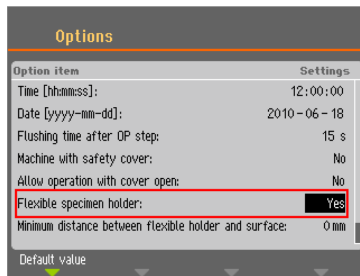 Options
Option item Settings
Time [hh:mm:ss]: 12:00:00
Date [yyyy-mm-dd]: 2010-06-18
Flushing time after OP step: 15 s
Machine with safety cover: No
Allow operation with cover open: No
Flexible specimen holder: Yes
Minimum distance between flexible holder and surface: 0 mm
Default value